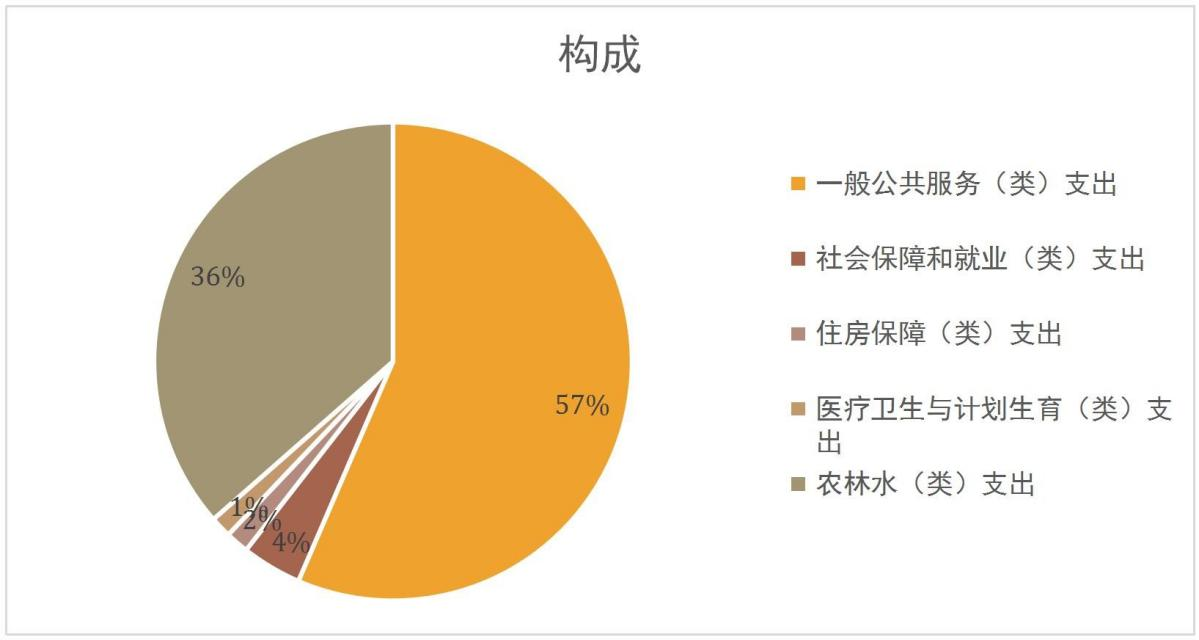 构成
36%
57%
1%
2%
4%
一般公共服务（类）支出
社会保障和就业（类）支出
住房保障（类）支出
医疗卫生与计划生育（类）支
出
农林水（类）支出